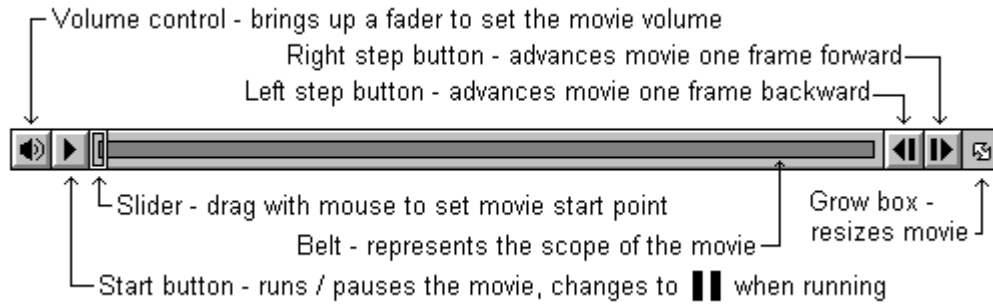 Volume control - brings up a fader to set the movie volume
Right step button - advances movie one frame forward
Left step button - advances movie one frame backward
Slider - drag with mouse to set movie start point
Grow box -
resizes movie
Belt - represents the scope of the movie
Start button - runs / pauses the movie, changes to when running